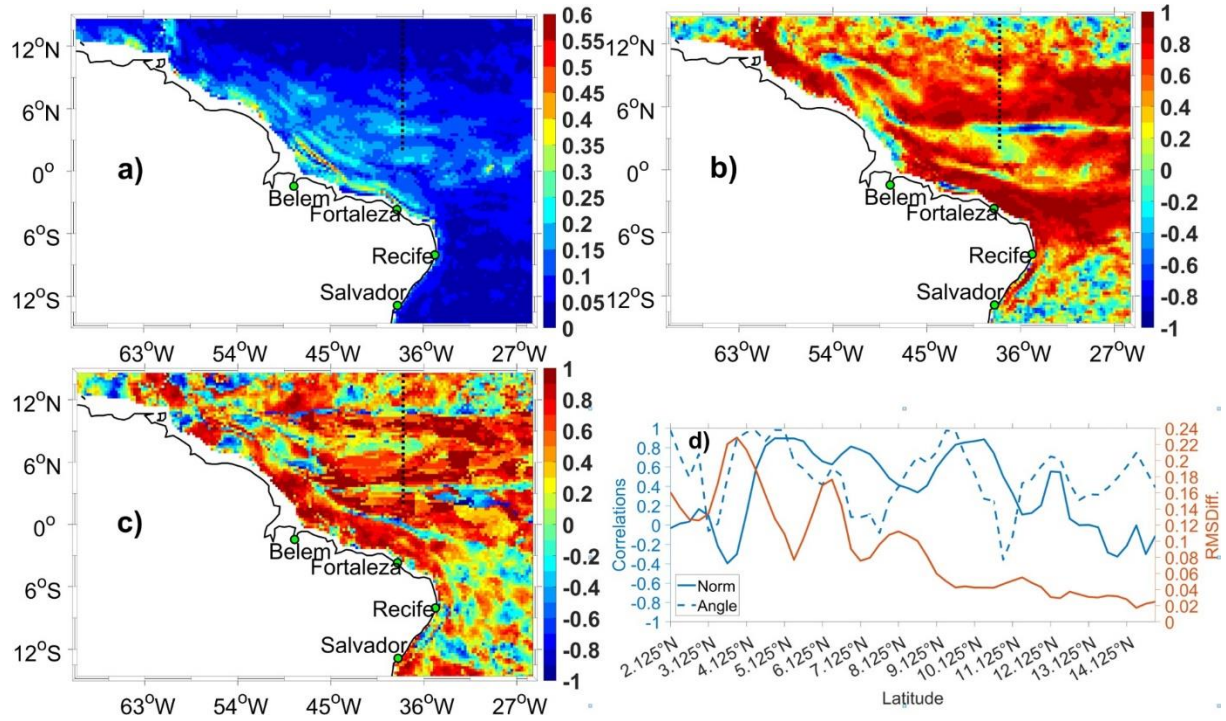 a)
12°N
6°N
0°
6°S
12°S
63°W 54°W 45°W 36°W 27°W
Belem
Fortaleza
Recife
Salvador
0.6
0.55
0.5
0.45
0.4
0.35
0.3
0.25
0.2
0.15
0.1
0.05
0
b)
12°N
6°N
0°
6°S
12°S
63°W 54°W 45°W 36°W 27°W
Belem
Fortaleza
Recife
Salvador
1
0.8
0.6
0.4
0.2
0
-0.2
-0.4
-0.6
-0.8
-1
c)
12°N
6°N
0°
6°S
12°S
63°W 54°W 45°W 36°W 27°W
Belem
Fortaleza
Recife
Salvador
1
0.8
0.6
0.4
0.2
0
-0.2
-0.4
-0.6
-0.8
-1
d)
Correlations
1
0.8
0.6
0.4
0.2
0
-0.2
-0.4
-0.6
-0.8
-1
Norm
Angle
0.24
0.22
0.2
0.18
0.16
0.14
0.12
0.10
0.08
0.06
0.04
0.02
0
RMSDiff.
2.125°N 3.125°N 4.125°N 5.125°N 6.125°N 7.125°N 8.125°N 9.125°N 10.125°N 11.125°N 12.125°N 13.125°N 14.125°N
Latitude